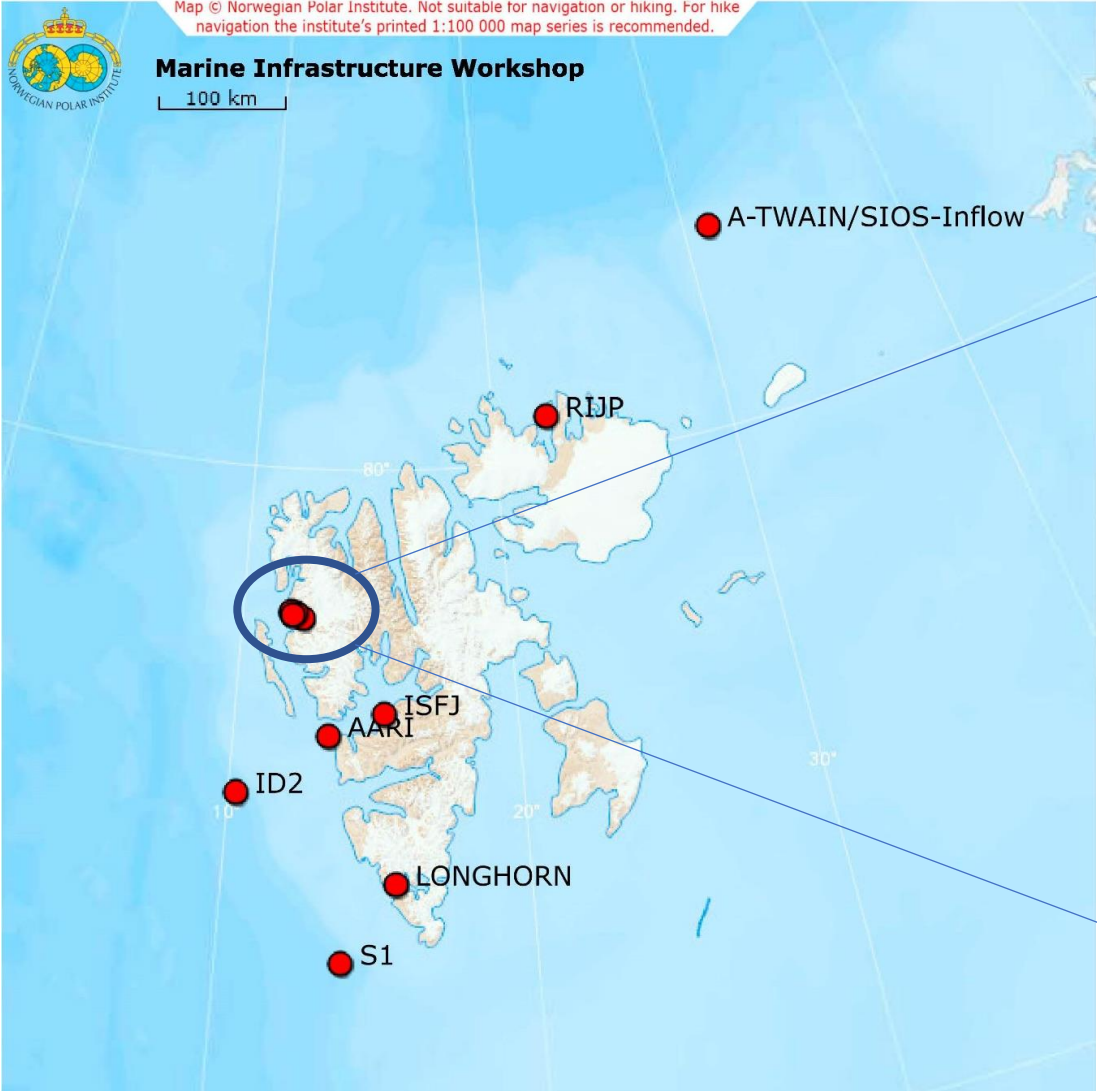 Map © Norwegian Polar Institute. Not suitable for navigation or hiking. For hike
navigation the institute's printed 1:100 000 map series is recommended.
NORWEGIAN POLAR INSTITUTE
Marine Infrastructure Workshop
100 km
A-TWAIN/SIOS-Inflow
RIJP
80°
ISFJ
AARI
30°
ID2
10°
20°
LONGHORN
S1